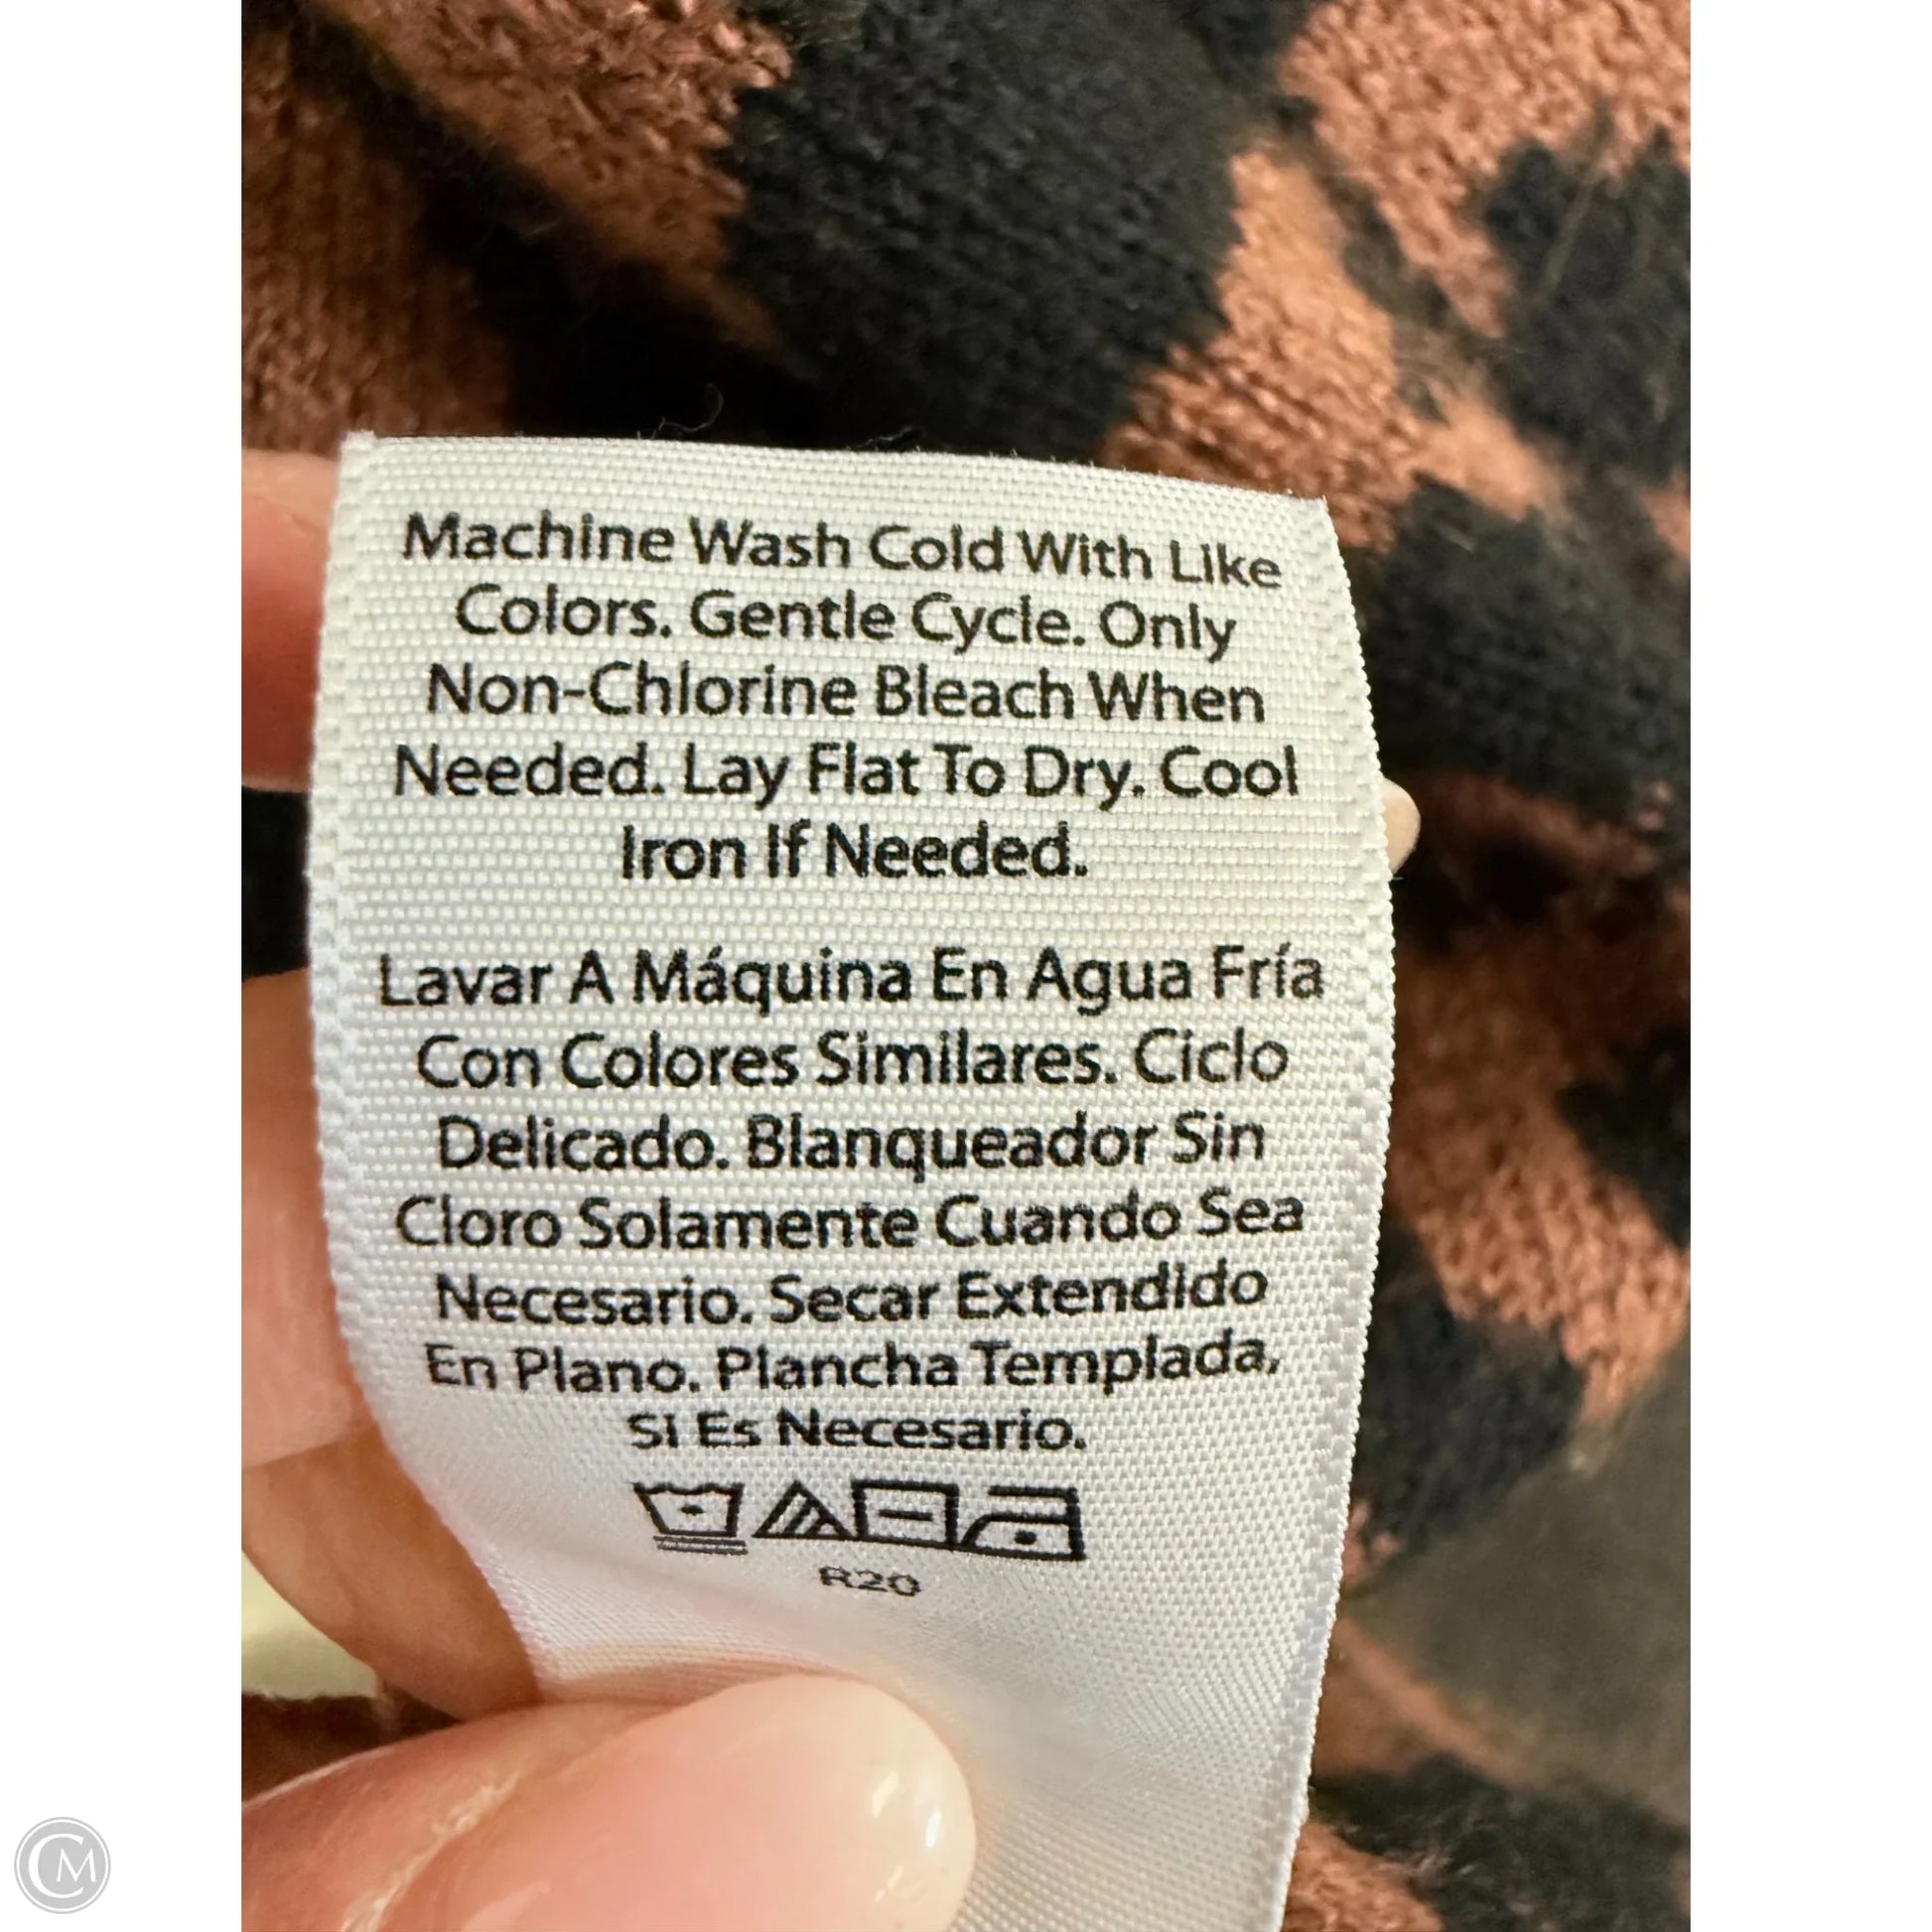 Machine Wash Cold With Like
Colors. Gentle Cycle. Only
Non-Chlorine Bleach When
Needed. Lay Flat To Dry. Cool
Iron If Needed.
Lavar A Máquina En Agua Fría
Con Colores Similares. Ciclo
Delicado. Blanqueador Sin
Cloro Solamente Cuando Sea
Necesario. Secar Extendido
En Plano. Plancha Templada,
Si Es Necesario.
R20
CM